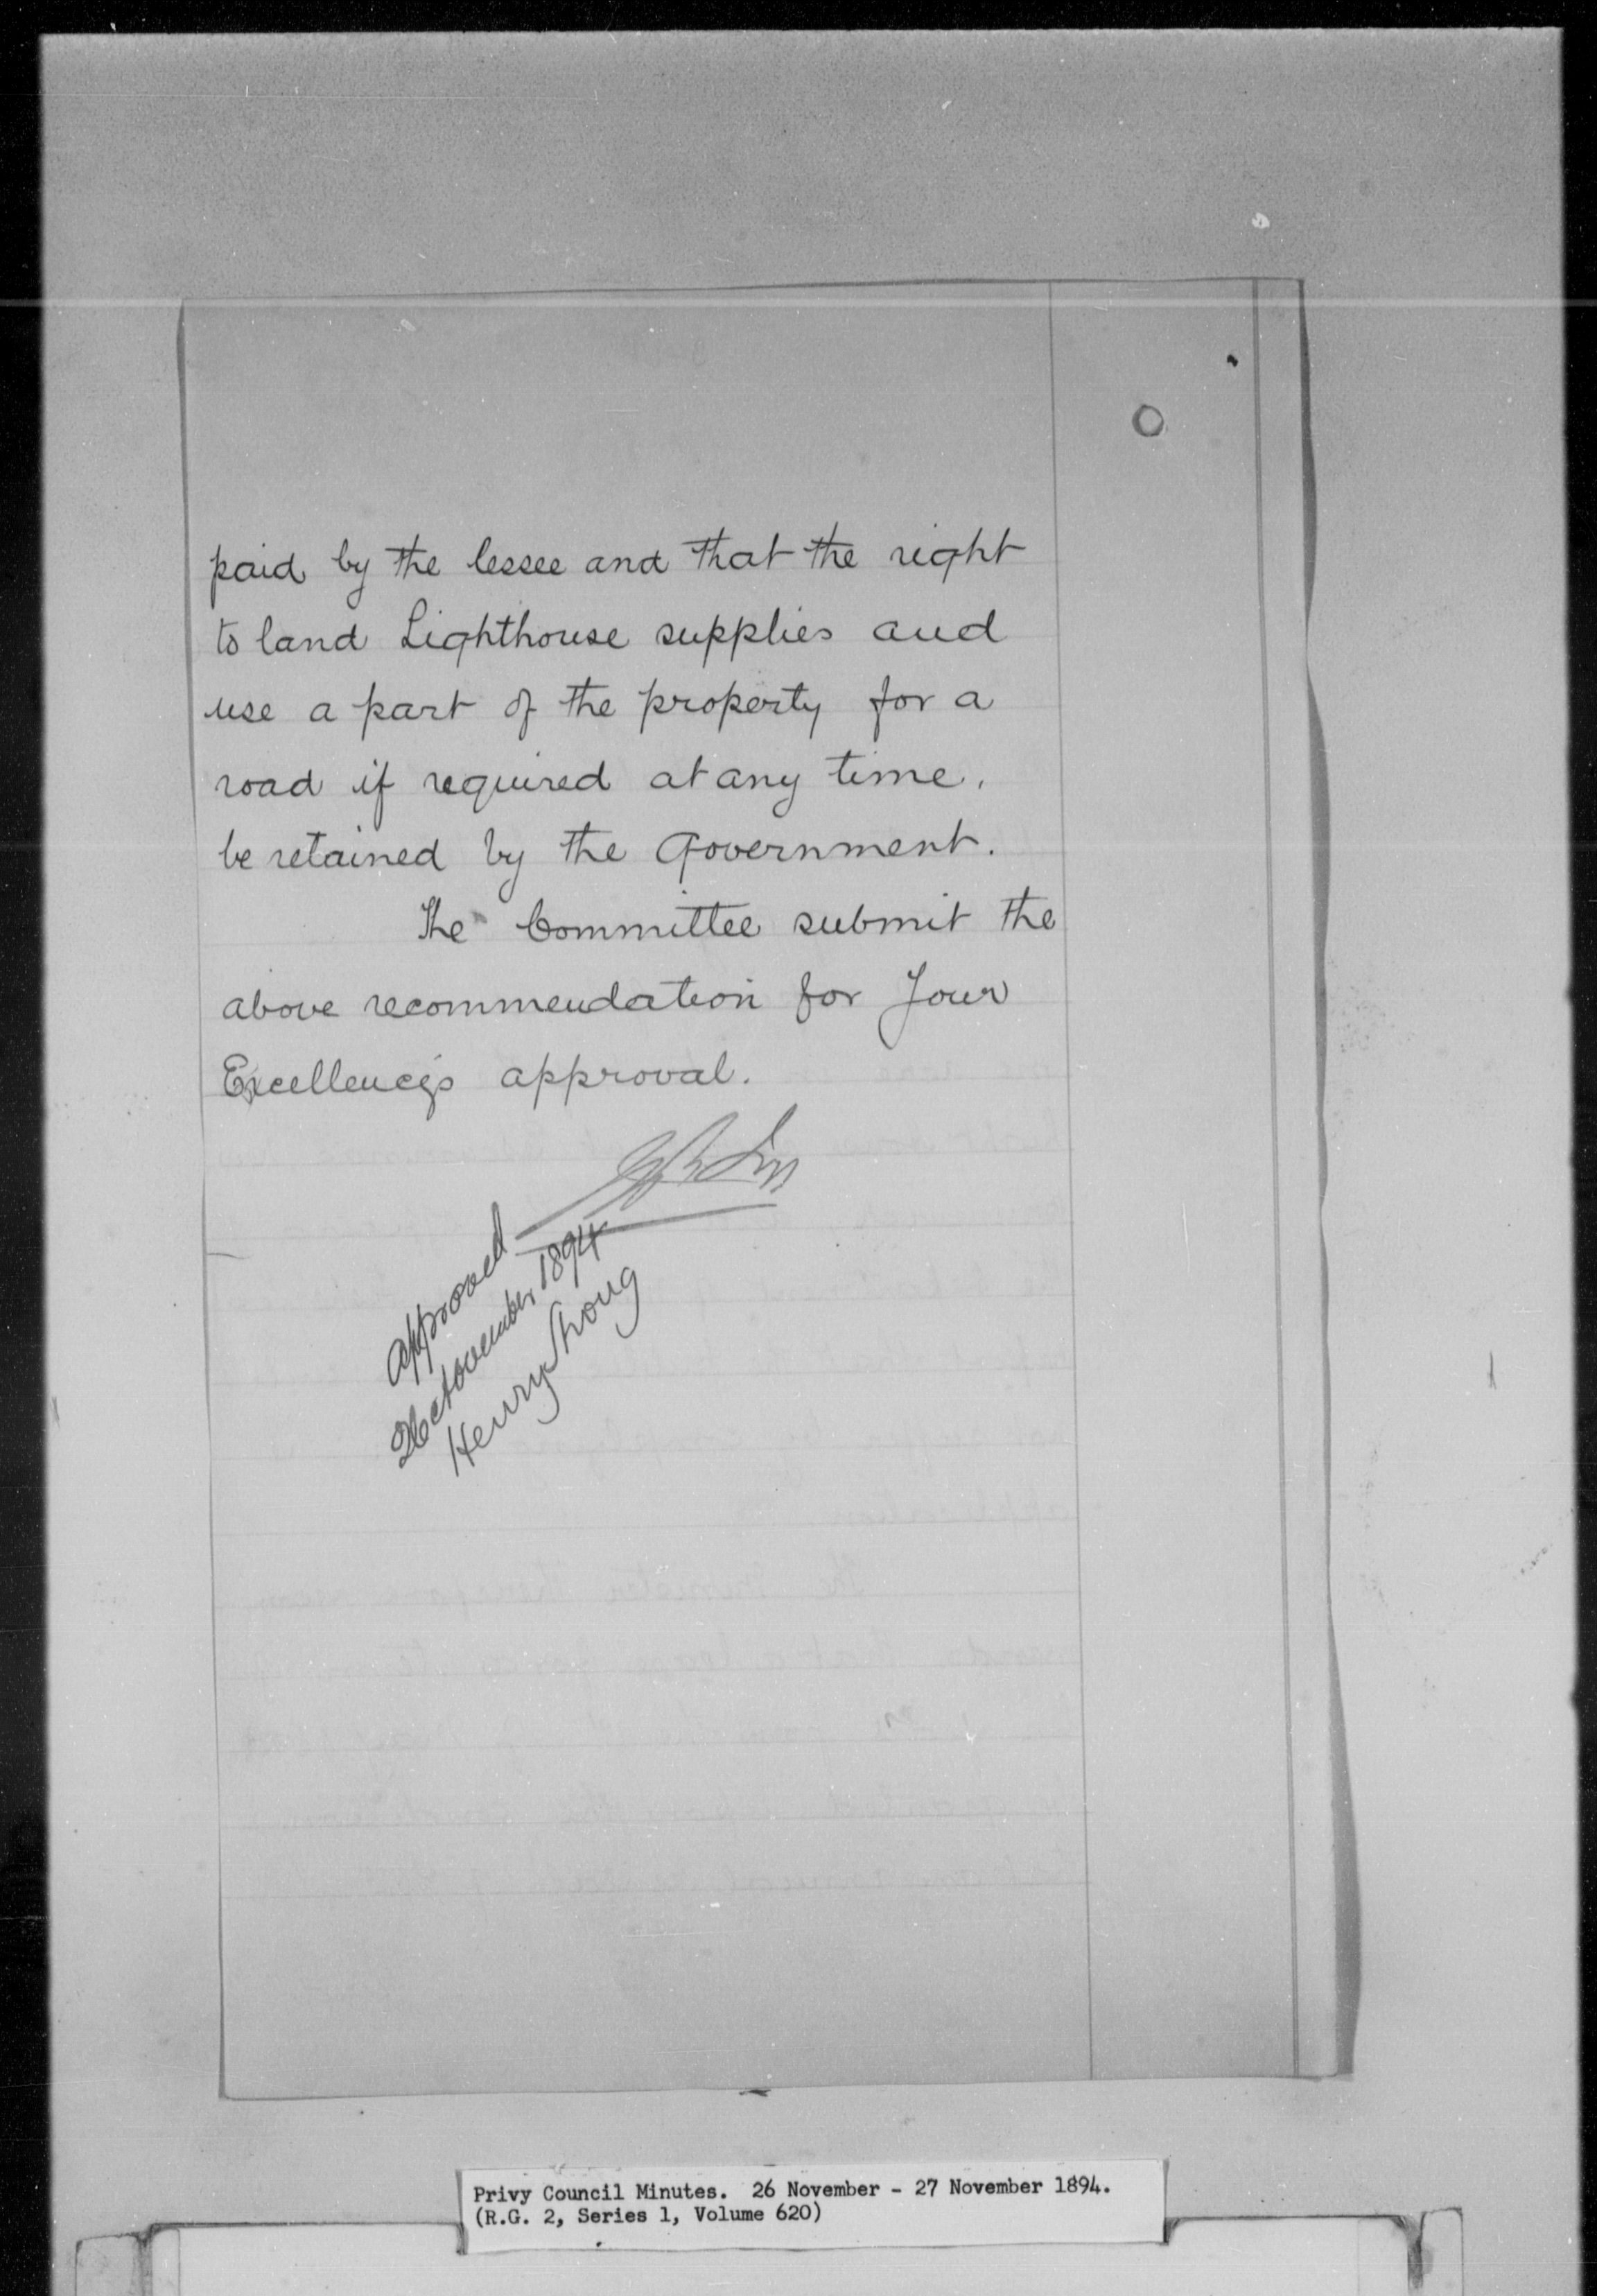 paid by the lessee and that the right
to land Lighthouse supplies and
use a part of the property for a
road if required at any time,
be retained by the Government.
The Committee submit the
above recommendation for Your
Excellency's approval.
Approved
26 November 1894
Henry Strong
Privy Council Minutes. 26 November - 27 November 1894.
(R.G. 2, Series 1, Volume 620)